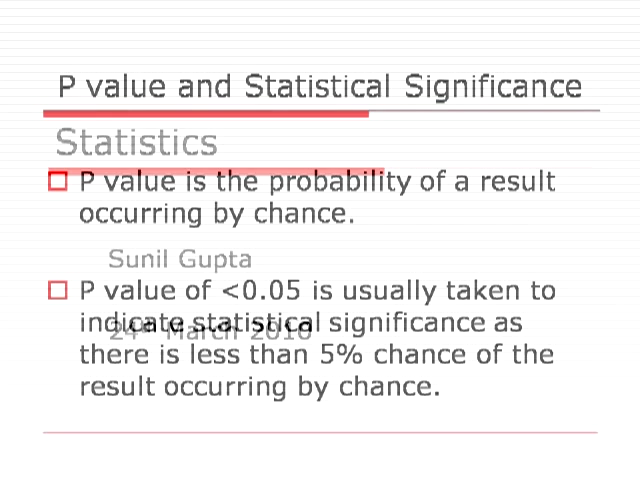 P value and Statistical Significance
Statistics
P value is the probability of a result
occurring by chance.
Sunil Gupta
P value of <0.05 is usually taken to
indicate statistical significance as
24th March 2010
there is less than 5% chance of the
result occurring by chance.